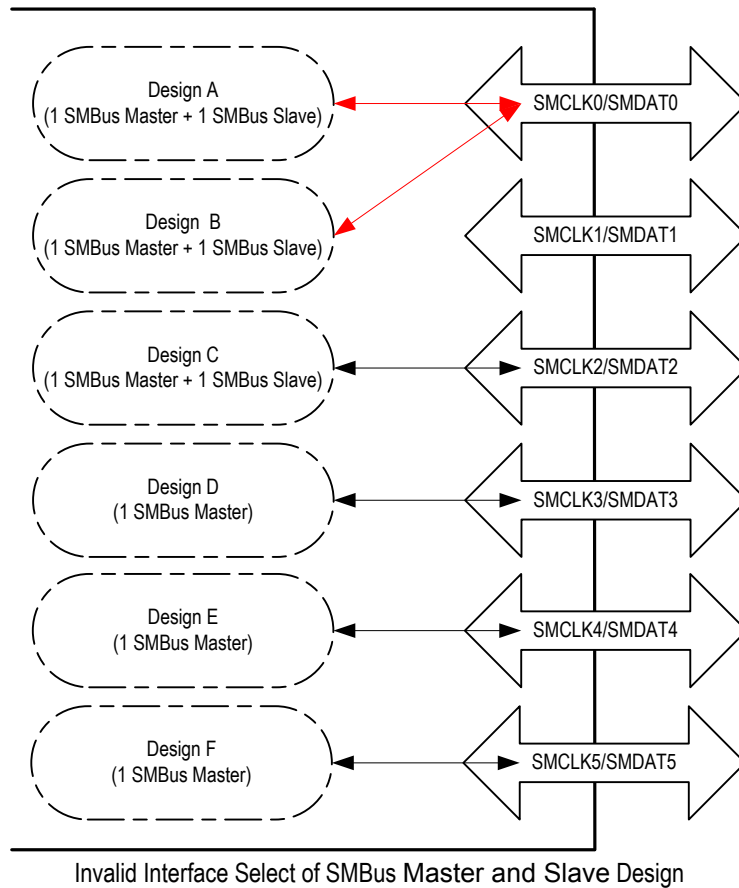 Design A
(1 SMBus Master + 1 SMBus Slave)
SMCLK0/SMDAT0
Design B
(1 SMBus Master + 1 SMBus Slave)
SMCLK1/SMDAT1
Design C
(1 SMBus Master + 1 SMBus Slave)
SMCLK2/SMDAT2
Design D
(1 SMBus Master)
SMCLK3/SMDAT3
Design E
(1 SMBus Master)
SMCLK4/SMDAT4
Design F
(1 SMBus Master)
SMCLK5/SMDAT5
Invalid Interface Select of SMBus Master and Slave Design